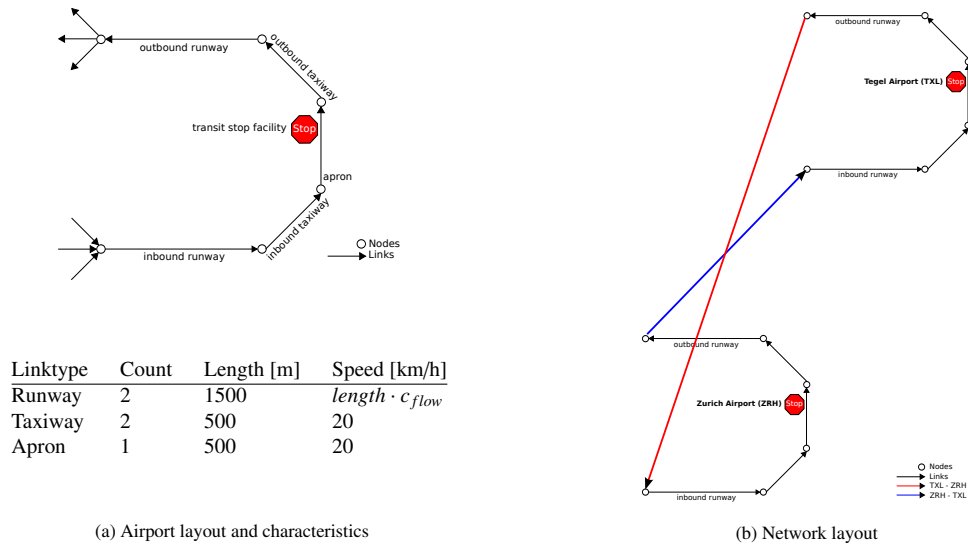 outbound runway
outbound taxiway
transit stop facility
Stop
apron
inbound taxiway
inbound runway
Nodes
Links
Linktype Count Length [m] Speed [km/h]
Runway 2 1500 length · c_flow
Taxiway 2 500 20
Apron 1 500 20
(a) Airport layout and characteristics
outbound runway
Tegel Airport (TXL)
Stop
inbound runway
outbound runway
Zurich Airport (ZRH)
Stop
inbound runway
Nodes
Links
TXL - ZRH
ZRH - TXL
(b) Network layout